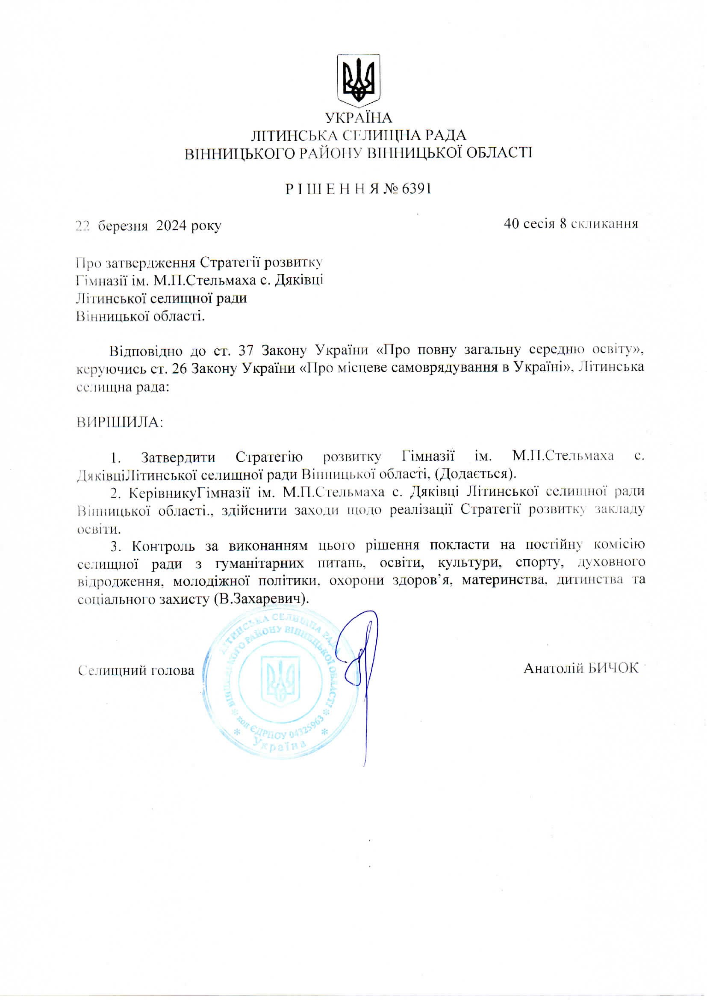 УКРАЇНА
ЛІТИНСЬКА СЕЛИЩНА РАДА
ВІННИЦЬКОГО РАЙОНУ ВІННИЦЬКОЇ ОБЛАСТІ
Р І Ш Е Н Н Я № 6391
22 березня 2024 року
40 сесія 8 скликання
Про затвердження Стратегії розвитку
Гімназії ім. М.П.Стельмаха с. Дяківці
Літинської селищної ради
Вінницької області.
Відповідно до ст. 37 Закону України «Про повну загальну середню освіту»,
керуючись ст. 26 Закону України «Про місцеве самоврядування в Україні», Літинська
селищна рада:
ВИРІШИЛА:
1. Затвердити Стратегію розвитку Гімназії ім. М.П.Стельмаха с.
ДяківціЛітинської селищної ради Вінницької області, (Додається).
2. КерівникуГімназії ім. М.П.Стельмаха с. Дяківці Літинської селищної ради
Вінницької області., здійснити заходи щодо реалізації Стратегії розвитку закладу
освіти.
3. Контроль за виконанням цього рішення покласти на постійну комісію
селищної ради з гуманітарних питань, освіти, культури, спорту, духовного
відродження, молодіжної політики, охорони здоров’я, материнства, дитинства та
соціального захисту (В.Захаревич).
Селищний голова
Анатолій БИЧОК
ЛІТИНСЬКА СЕЛИЩНА РАДА
ВІННИЦЬКОГО РАЙОНУ ВІННИЦЬКОЇ ОБЛАСТІ
* код ЄДРПОУ 04325963 *
* Україна *